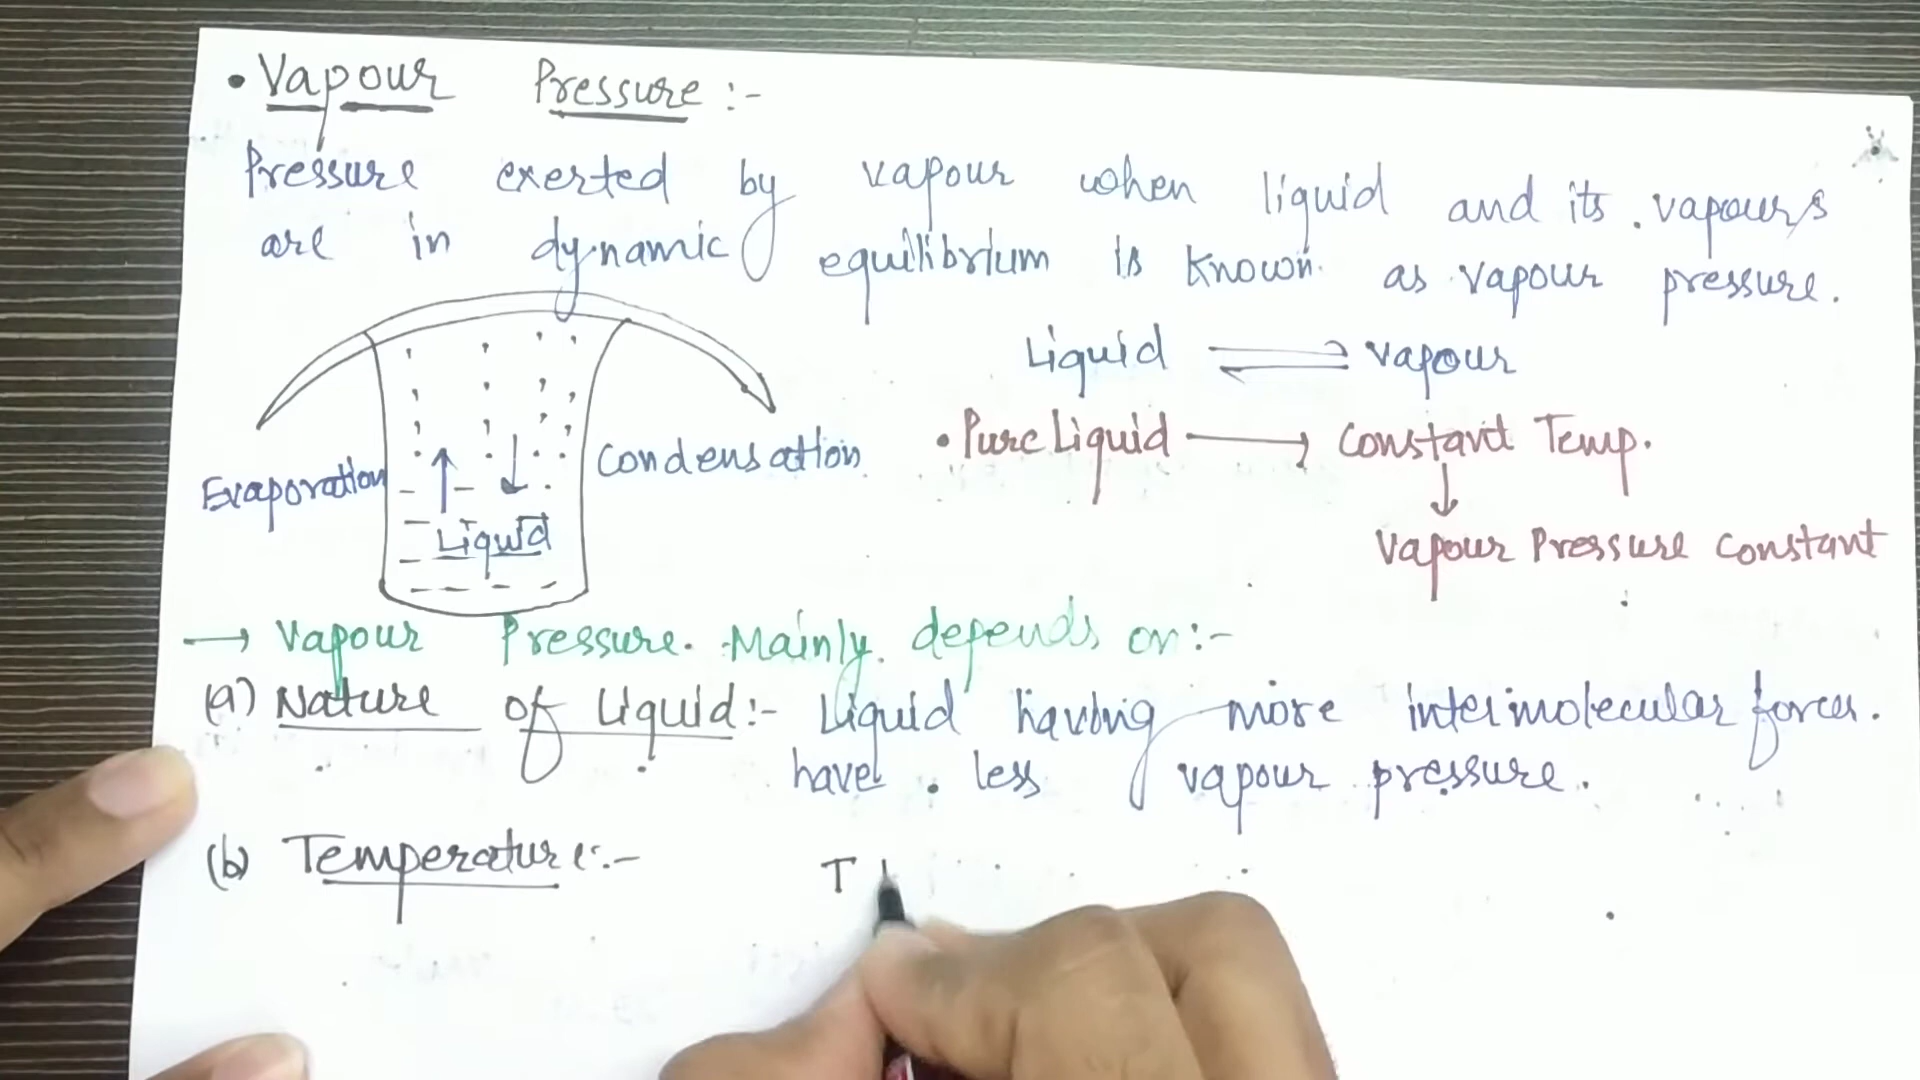 • Vapour Pressure :-
Pressure exerted by vapour when liquid and its vapours
are in dynamic equilibrium is known as vapour pressure.
Liquid ⇌ vapour
• Pure Liquid → Constant Temp.
↓
Vapour Pressure Constant
Evaporation
Condensation
Liquid
→ Vapour Pressure Mainly depends on :-
(a) Nature of Liquid :- Liquid having more intermolecular forces.
have less vapour pressure.
(b) Temperature :- T